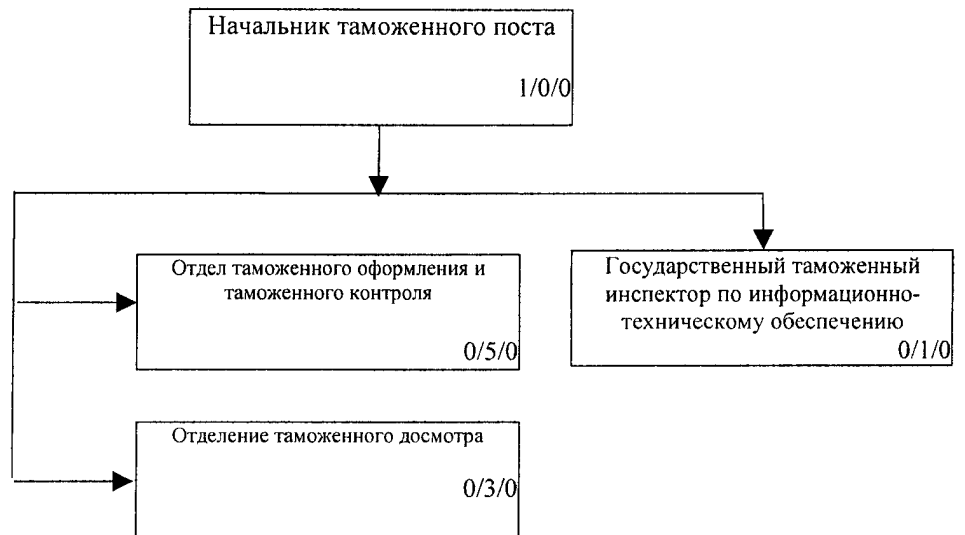 Начальник таможенного поста
1/0/0
Отдел таможенного оформления и
таможенного контроля
0/5/0
Государственный таможенный
инспектор по информационно-
техническому обеспечению
0/1/0
Отделение таможенного досмотра
0/3/0